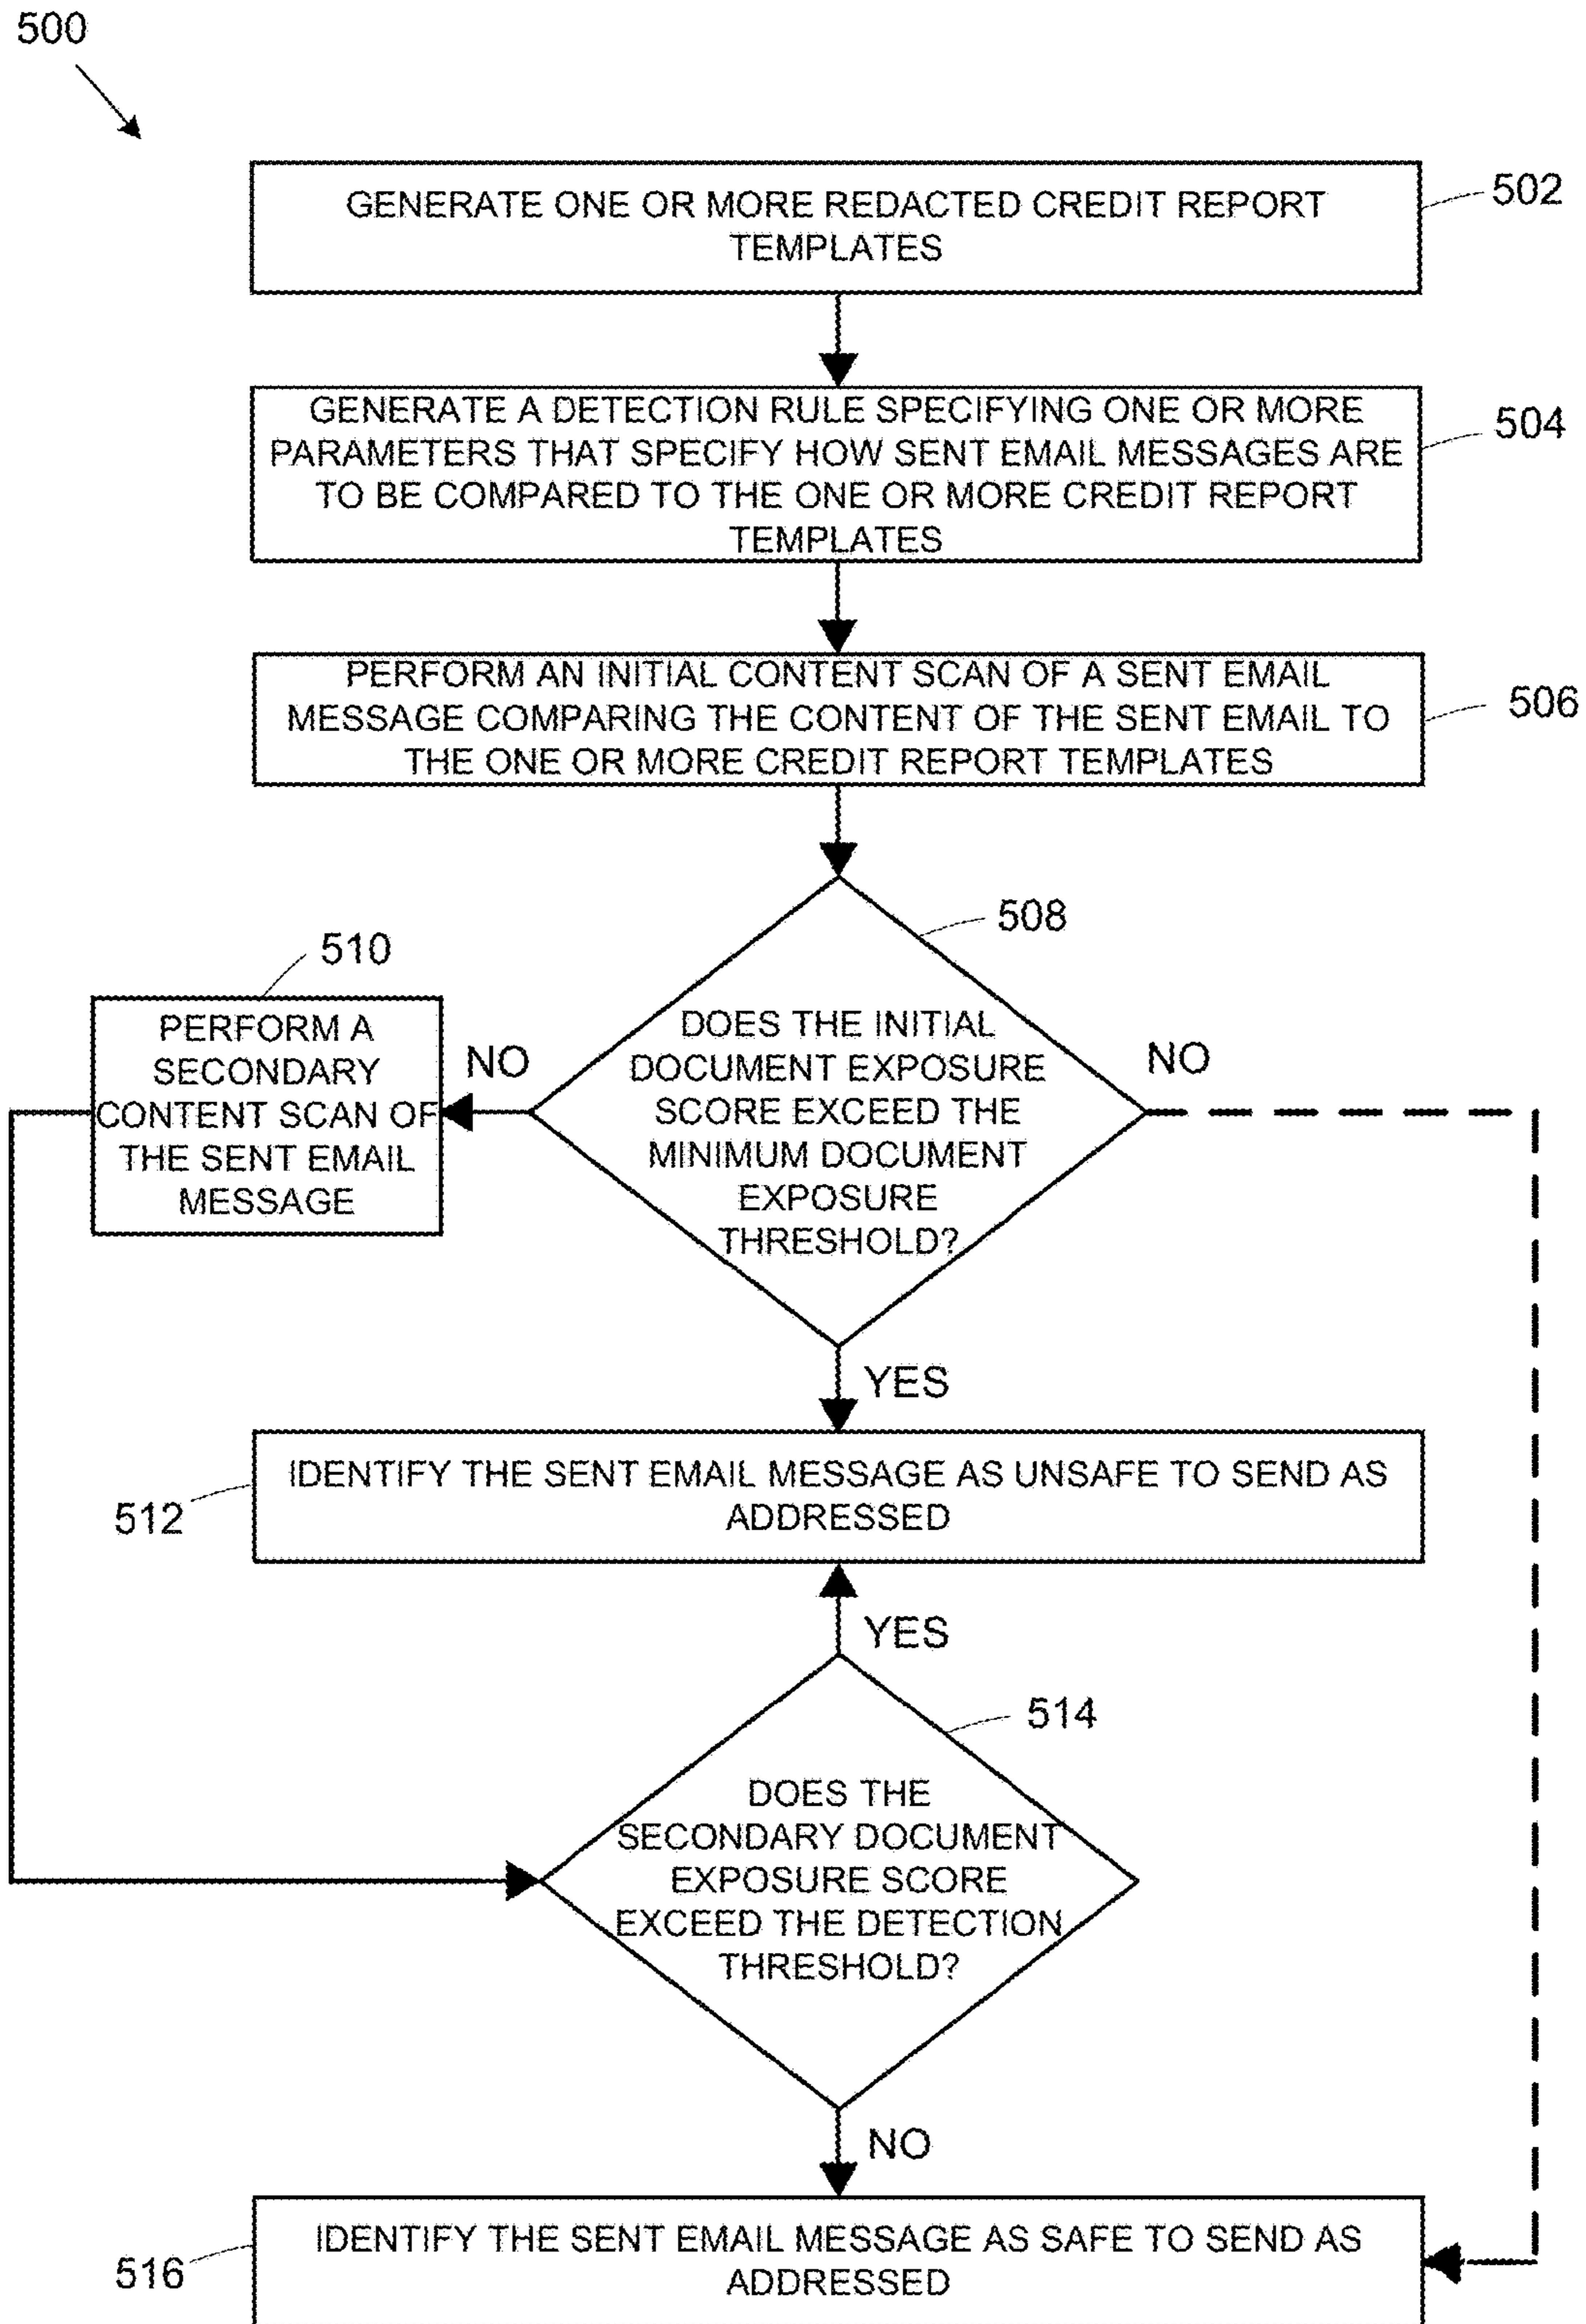 500
GENERATE ONE OR MORE REDACTED CREDIT REPORT
TEMPLATES
502
GENERATE A DETECTION RULE SPECIFYING ONE OR MORE
PARAMETERS THAT SPECIFY HOW SENT EMAIL MESSAGES ARE
TO BE COMPARED TO THE ONE OR MORE CREDIT REPORT
TEMPLATES
504
PERFORM AN INITIAL CONTENT SCAN OF A SENT EMAIL
MESSAGE COMPARING THE CONTENT OF THE SENT EMAIL TO
THE ONE OR MORE CREDIT REPORT TEMPLATES
506
508
DOES THE INITIAL
DOCUMENT EXPOSURE
SCORE EXCEED THE
MINIMUM DOCUMENT
EXPOSURE
THRESHOLD?
NO
NO
510
PERFORM A
SECONDARY
CONTENT SCAN OF
THE SENT EMAIL
MESSAGE
YES
IDENTIFY THE SENT EMAIL MESSAGE AS UNSAFE TO SEND AS
ADDRESSED
512
YES
514
DOES THE
SECONDARY DOCUMENT
EXPOSURE SCORE
EXCEED THE DETECTION
THRESHOLD?
NO
IDENTIFY THE SENT EMAIL MESSAGE AS SAFE TO SEND AS
ADDRESSED
516